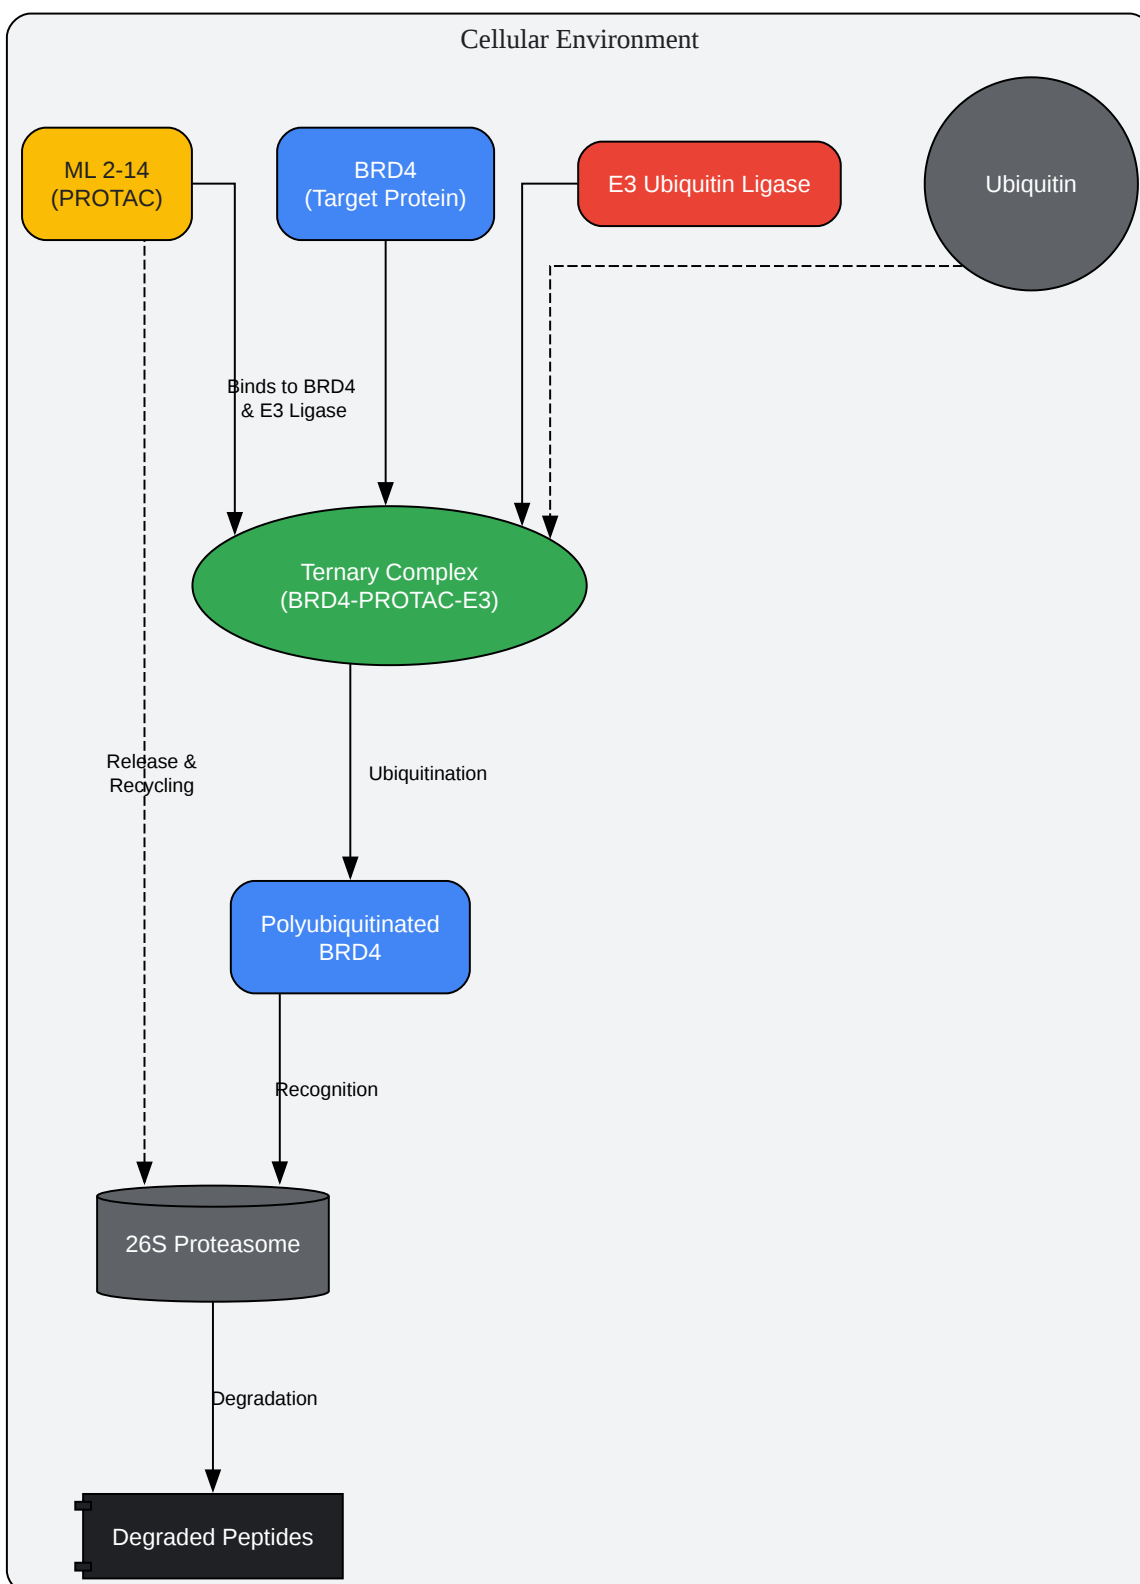 Cellular Environment
ML 2-14
(PROTAC)
BRD4
(Target Protein)
E3 Ubiquitin Ligase
Ubiquitin
Binds to BRD4
& E3 Ligase
Ternary Complex
(BRD4-PROTAC-E3)
Release &
Recycling
Ubiquitination
Polyubiquitinated
BRD4
Recognition
26S Proteasome
Degradation
Degraded Peptides